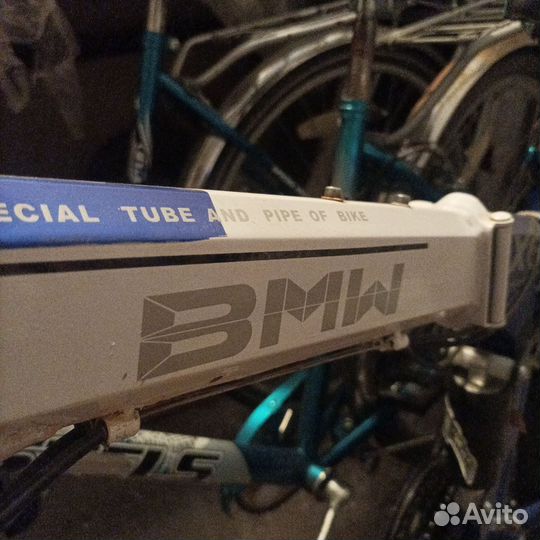 ECIAL TUBE AND PIPE OF BIKE
BMW
Avito